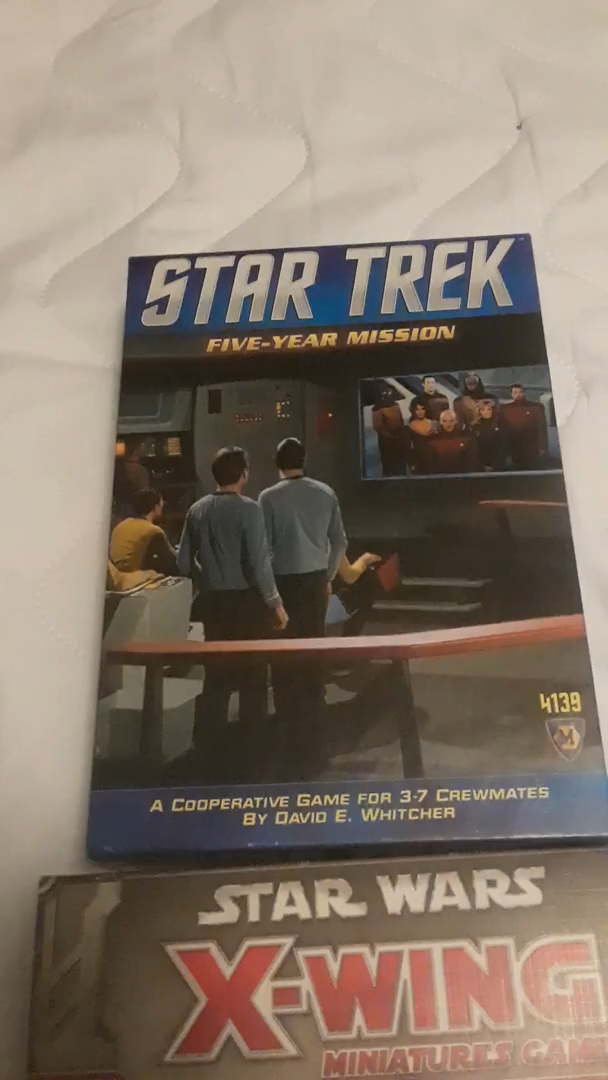 STAR TREK
FIVE-YEAR MISSION
4139
M
A COOPERATIVE GAME FOR 3-7 CREWMATES
BY DAVID E. WHITCHER
STAR WARS
X-WING
MINIATURES GAM